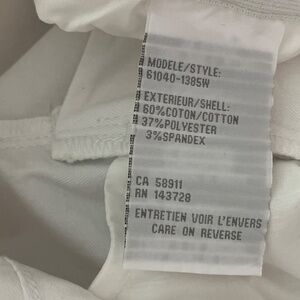 MODELE/STYLE:
61040-1385W
EXTERIEUR/SHELL:
60%COTON/COTTON
37%POLYESTER
3%SPANDEX
CA 58911
RN 143728
ENTRETIEN VOIR L'ENVERS
CARE ON REVERSE